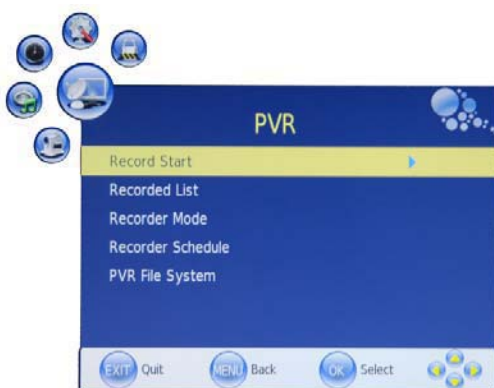 PVR
Record Start
Recorded List
Recorder Mode
Recorder Schedule
PVR File System
EXIT Quit MENU Back OK Select